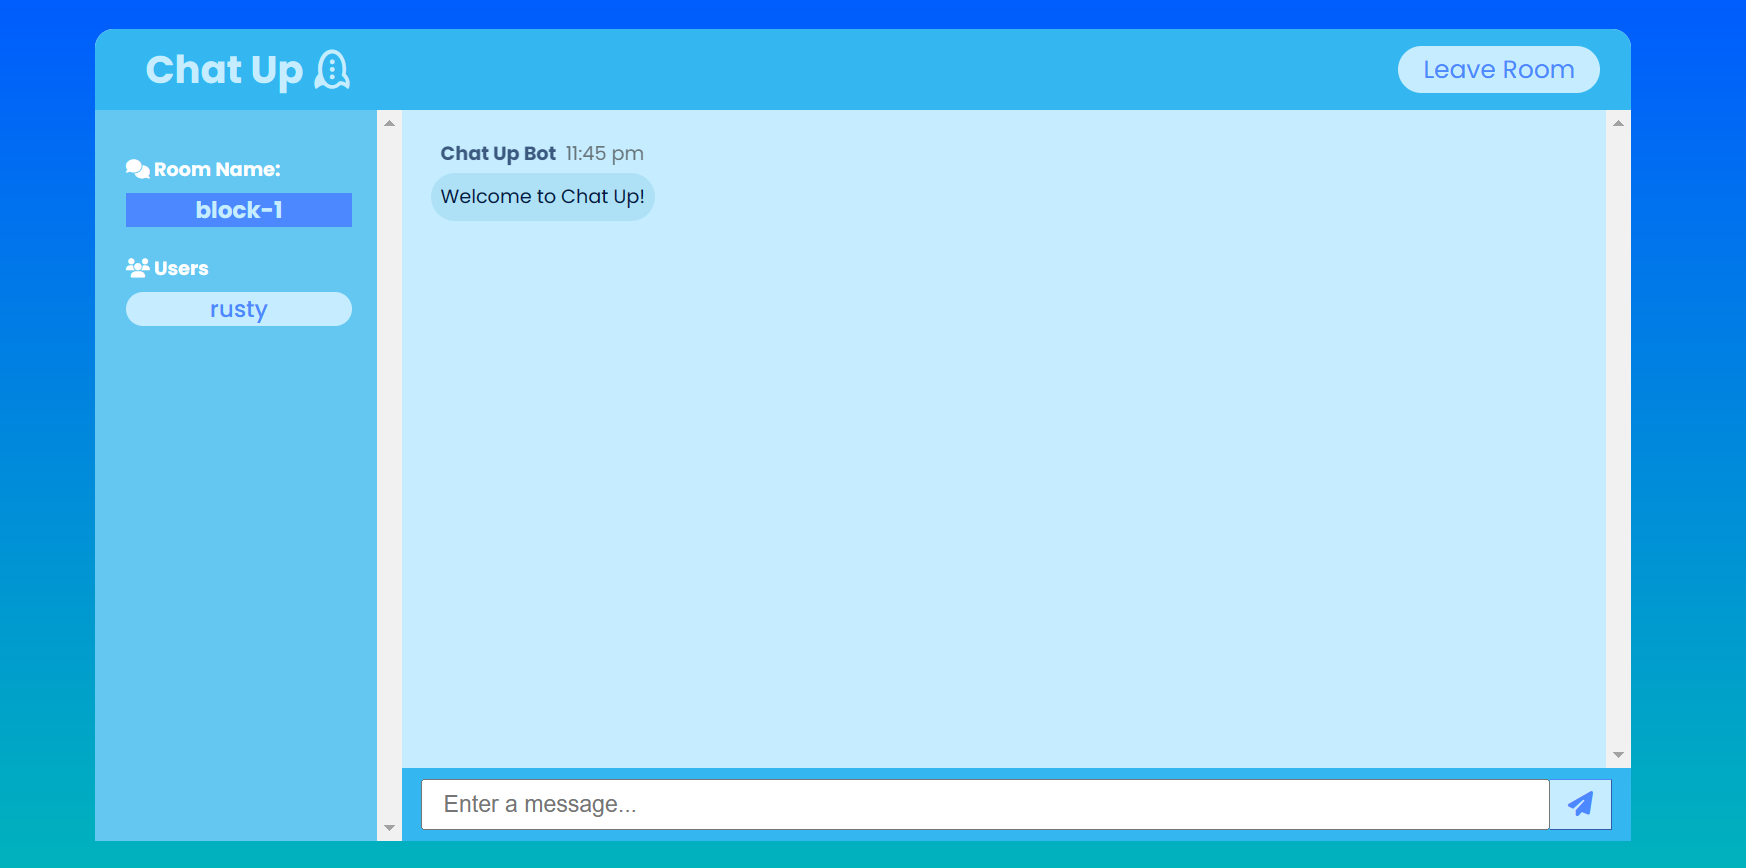 Chat Up
Leave Room
Room Name:
block-1
Users
rusty
Chat Up Bot 11:45 pm
Welcome to Chat Up!
Enter a message...